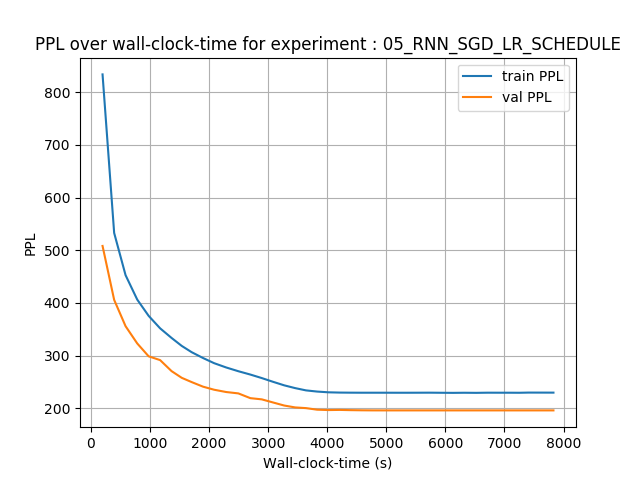 PPL over wall-clock-time for experiment : 05_RNN_SGD_LR_SCHEDULE
train PPL
val PPL
800
700
600
500
400
300
200
PPL
0 1000 2000 3000 4000 5000 6000 7000 8000
Wall-clock-time (s)